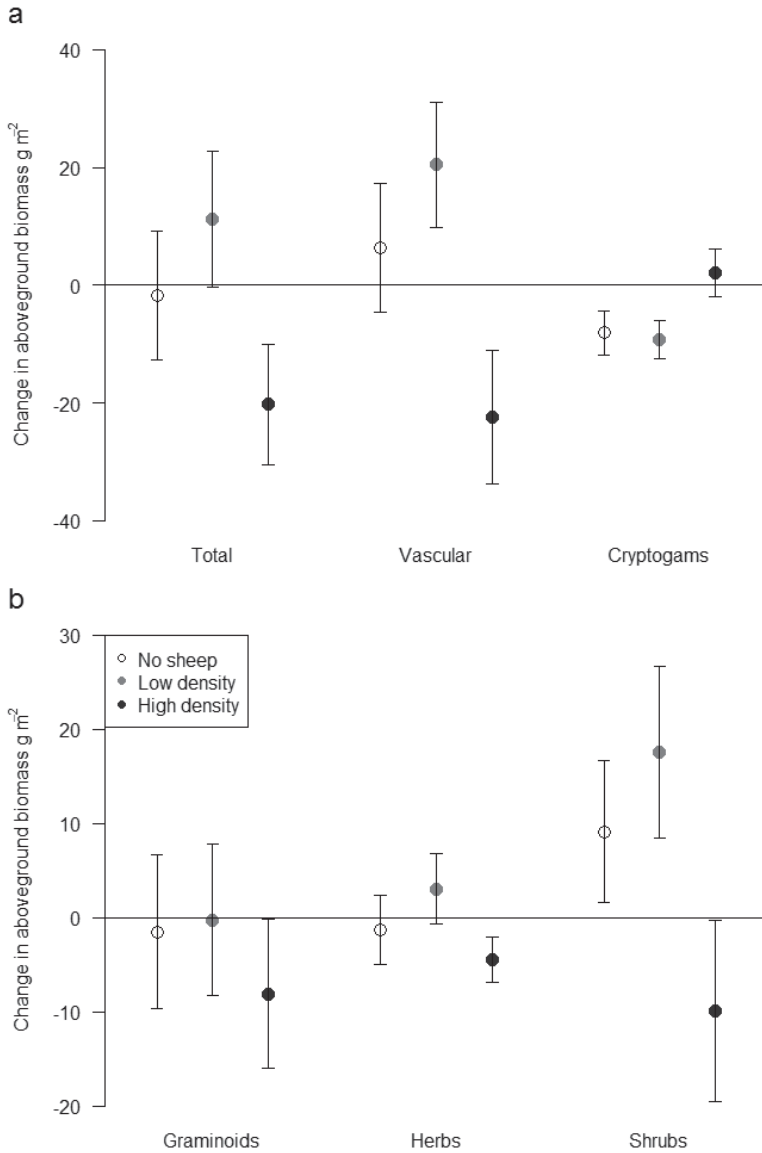 a
Change in aboveground biomass g m⁻²
40
20
0
-20
-40
Total Vascular Cryptogams
b
Change in aboveground biomass g m⁻²
30
20
10
0
-10
-20
No sheep
Low density
High density
Graminoids Herbs Shrubs